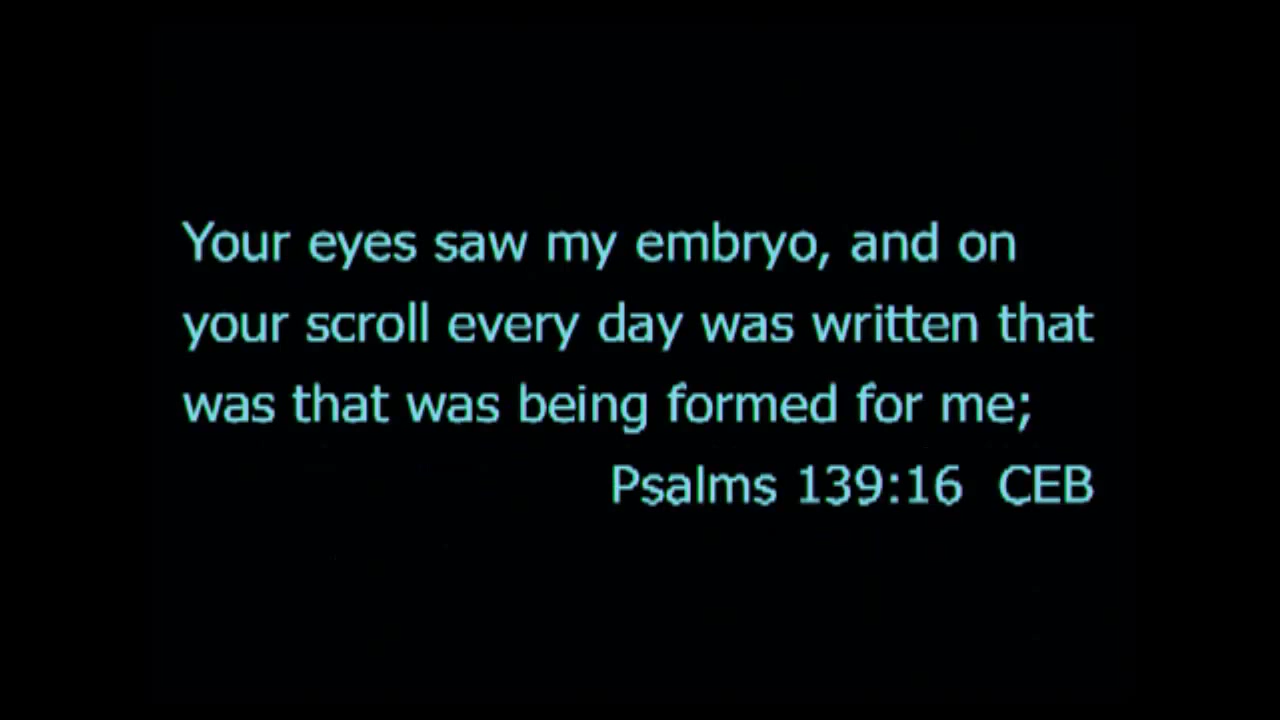 Your eyes saw my embryo, and on
your scroll every day was written that
was that was being formed for me;
Psalms 139:16 CEB